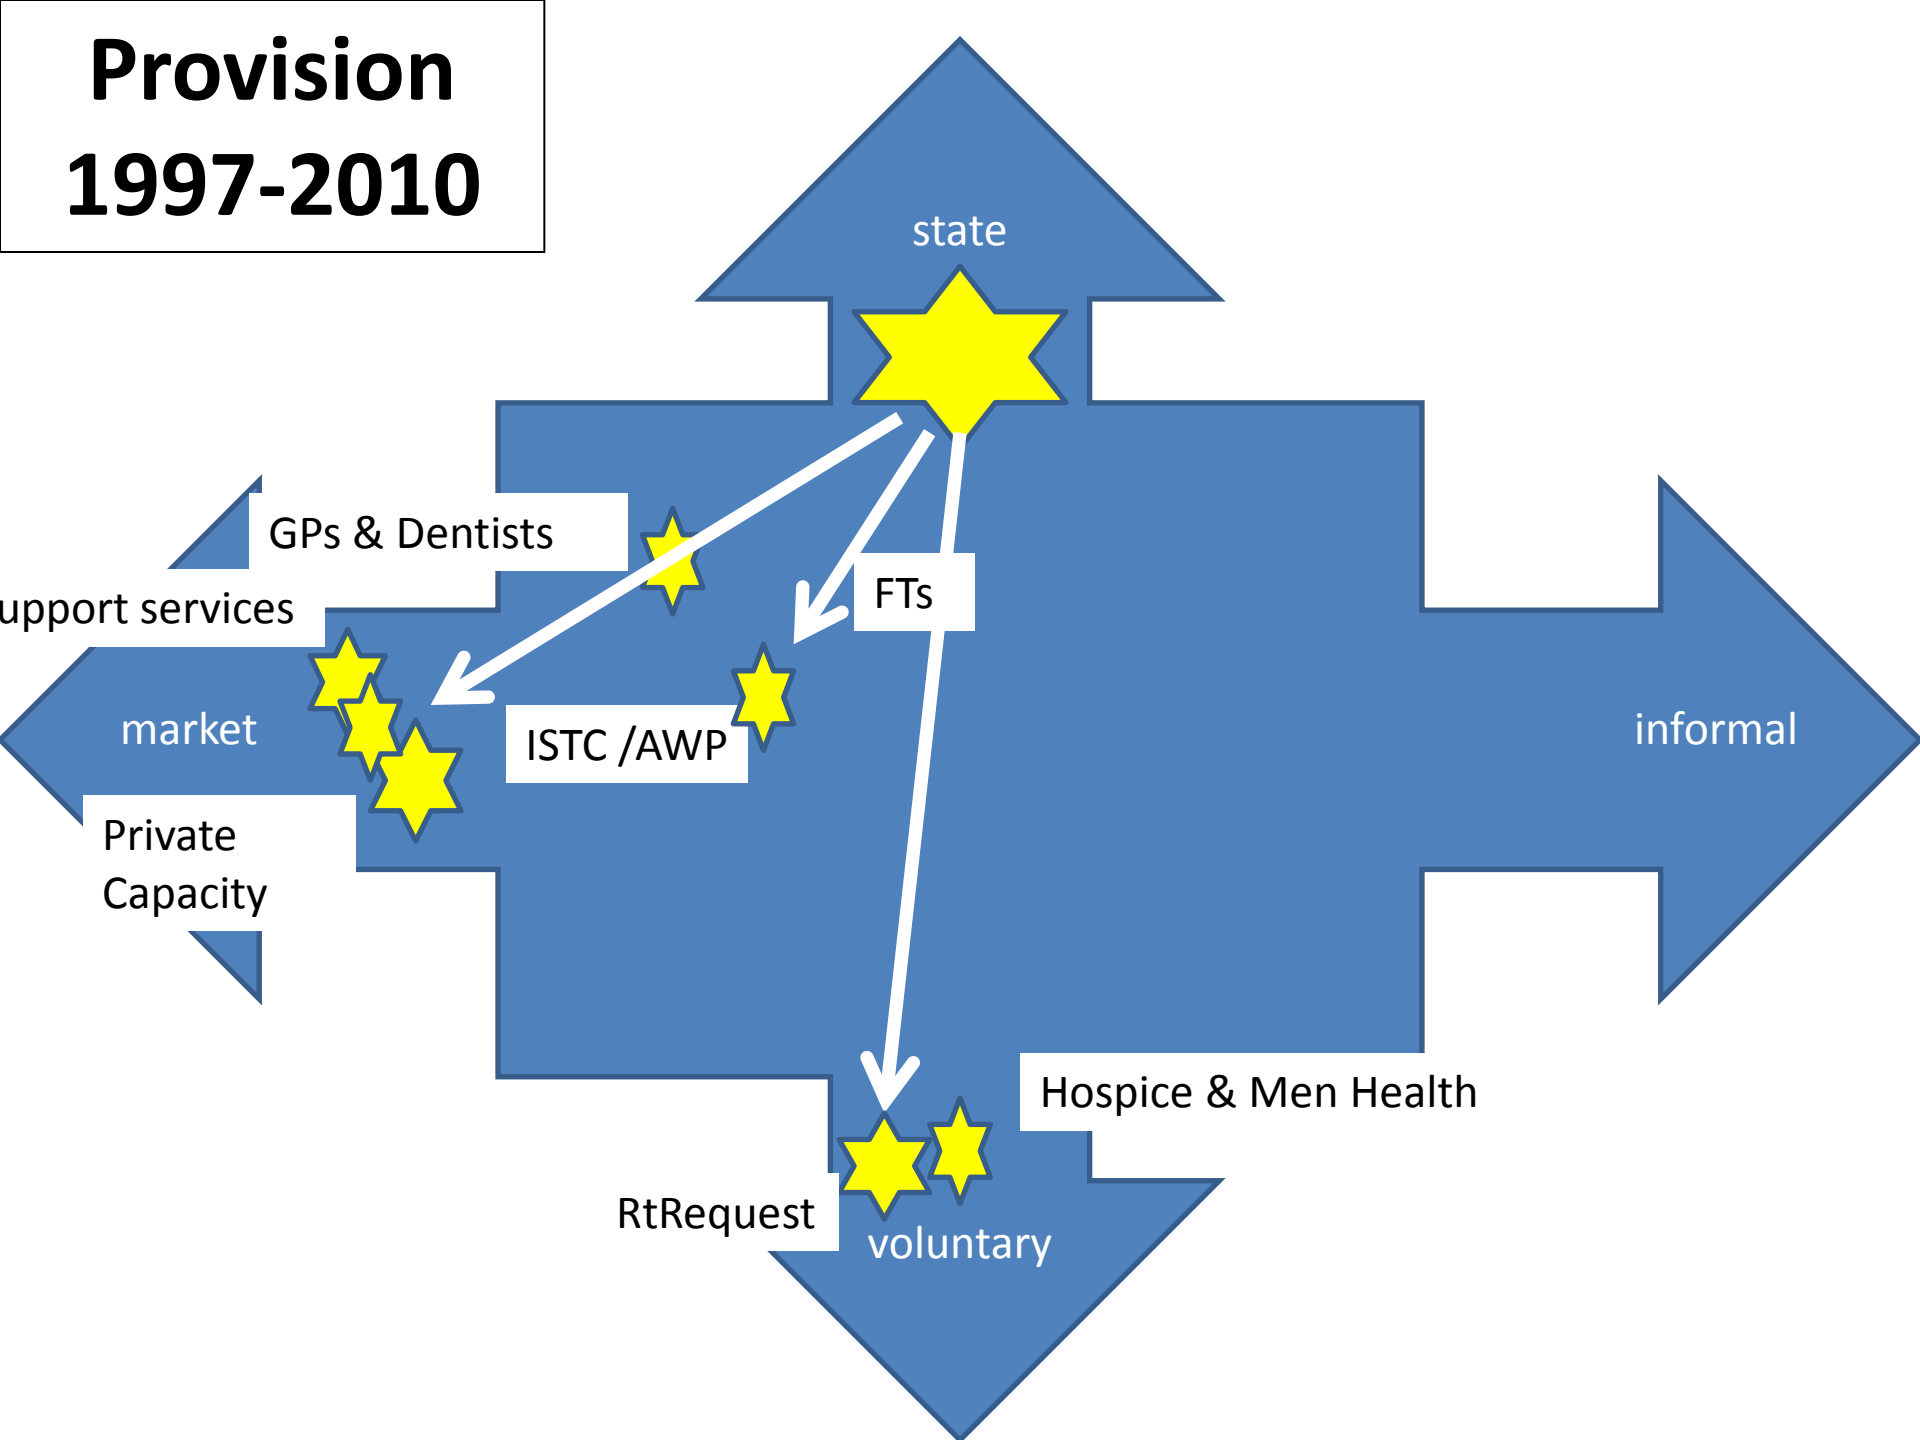 Provision
1997-2010
state
GPs & Dentists
FTs
upport services
market
ISTC /AWP
informal
Private
Capacity
Hospice & Men Health
RtRequest
voluntary